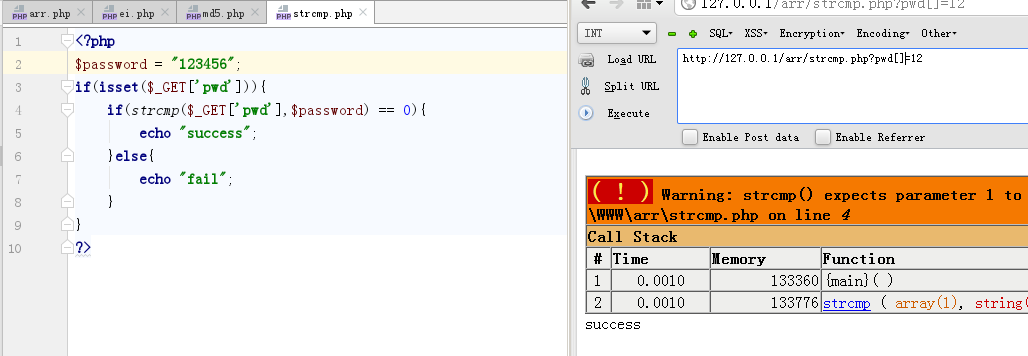 arr.php
ei.php
md5.php
strcmp.php
1 <?php
2 $password = "123456";
3 if(isset($_GET['pwd'])){
4 if(strcmp($_GET['pwd'],$password) == 0){
5 echo "success";
6 }else{
7 echo "fail";
8 }
9 }
10 ?>
127.0.0.1/arr/strcmp.php?pwd[]=12
INT SQL XSS Encryption Encoding Other
Load URL
Split URL
Execute
http://127.0.0.1/arr/strcmp.php?pwd[]=12
Enable Post data Enable Referrer
( ! ) Warning: strcmp() expects parameter 1 to
\WWW\arr\strcmp.php on line 4
Call Stack
# Time Memory Function
1 0.0010 133360 {main}( )
2 0.0010 133776 strcmp ( array(1), string(
success